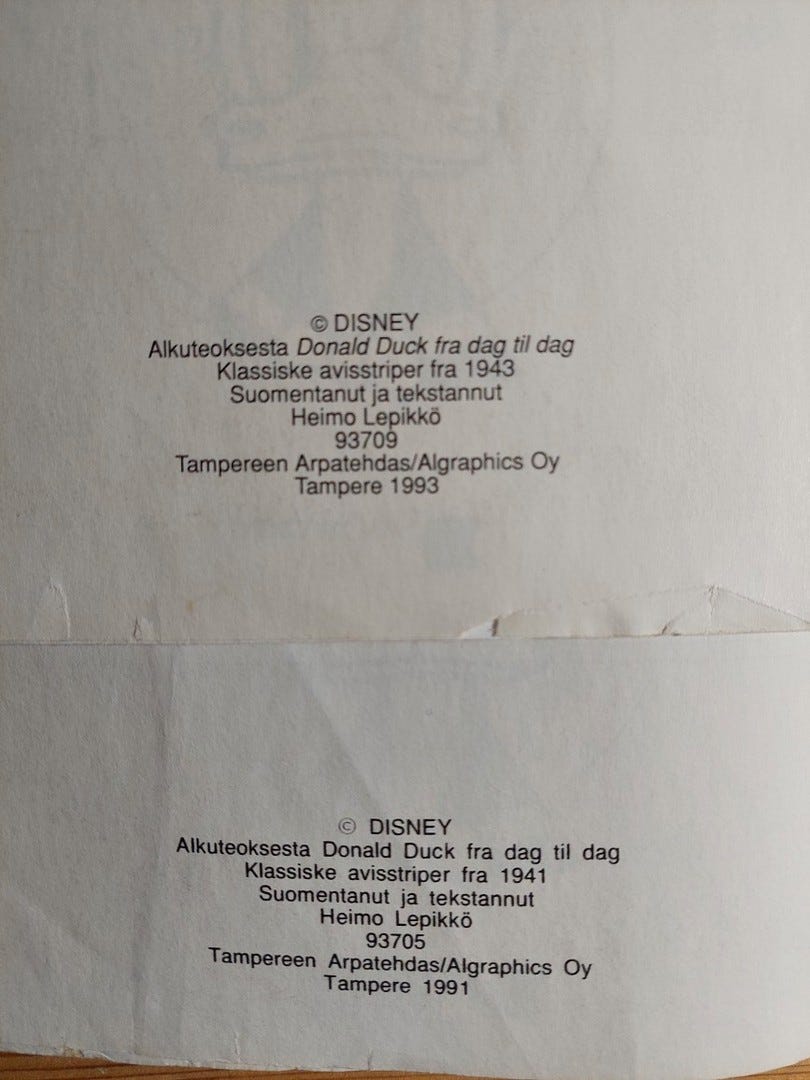 © DISNEY
Alkuteoksesta Donald Duck fra dag til dag
Klassiske avisstriper fra 1943
Suomentanut ja tekstannut
Heimo Lepikkö
93709
Tampereen Arpatehdas/Algraphics Oy
Tampere 1993
© DISNEY
Alkuteoksesta Donald Duck fra dag til dag
Klassiske avisstriper fra 1941
Suomentanut ja tekstannut
Heimo Lepikkö
93705
Tampereen Arpatehdas/Algraphics Oy
Tampere 1991